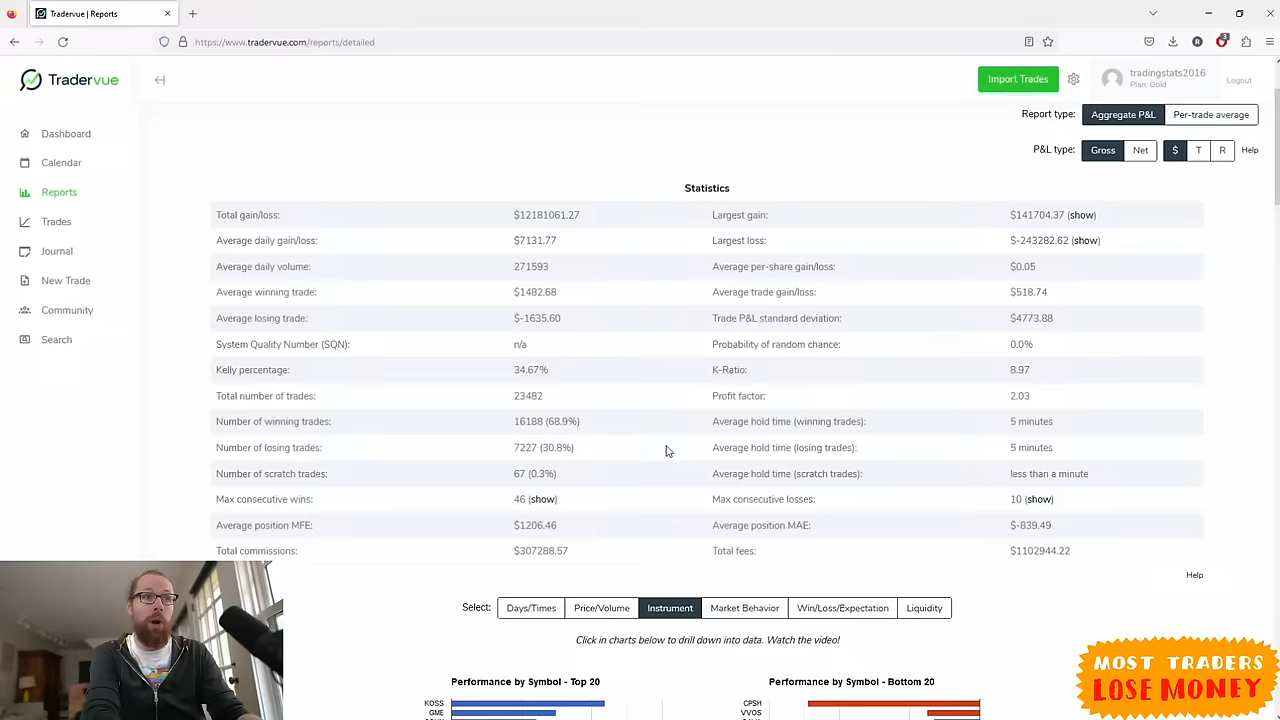 Tradervue | Reports
https://www.tradervue.com/reports/detailed
Tradervue
Import Trades
tradingstats2016
Plan: Gold
Logout
Dashboard
Calendar
Reports
Trades
Journal
New Trade
Community
Search
Report type: Aggregate P&L Per-trade average
P&L type: Gross Net $ T R Help
Statistics
Total gain/loss: $12181061.27 Largest gain: $141704.37 (show)
Average daily gain/loss: $7131.77 Largest loss: $-243282.62 (show)
Average daily volume: 271593 Average per-share gain/loss: $0.05
Average winning trade: $1482.68 Average trade gain/loss: $518.74
Average losing trade: $-1635.60 Trade P&L standard deviation: $4773.88
System Quality Number (SQN): n/a Probability of random chance: 0.0%
Kelly percentage: 34.67% K-Ratio: 8.97
Total number of trades: 23482 Profit factor: 2.03
Number of winning trades: 16188 (68.9%) Average hold time (winning trades): 5 minutes
Number of losing trades: 7227 (30.8%) Average hold time (losing trades): 5 minutes
Number of scratch trades: 67 (0.3%) Average hold time (scratch trades): less than a minute
Max consecutive wins: 46 (show) Max consecutive losses: 10 (show)
Average position MFE: $1206.46 Average position MAE: $-839.49
Total commissions: $307288.57 Total fees: $1102944.22
Help
Select: Days/Times Price/Volume Instrument Market Behavior Win/Loss/Expectation Liquidity
Click in charts below to drill down into data. Watch the video!
Performance by Symbol - Top 20 Performance by Symbol - Bottom 20
KOSS CPSH
GME VVOS
MOST TRADERS
LOSE MONEY